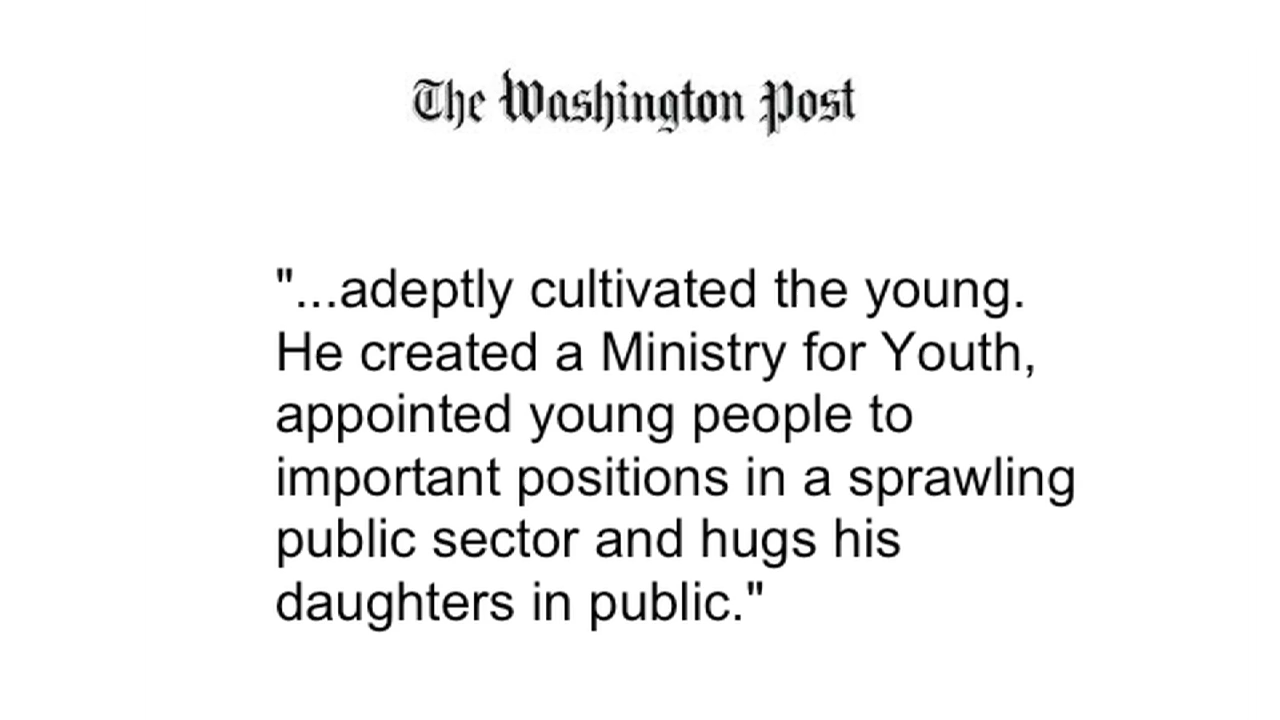 The Washington Post
"...adeptly cultivated the young.
He created a Ministry for Youth,
appointed young people to
important positions in a sprawling
public sector and hugs his
daughters in public."